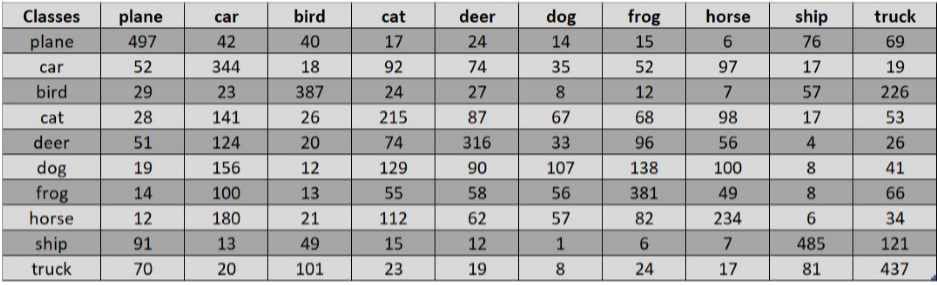 Classes plane car bird cat deer dog frog horse ship truck
plane 497 42 40 17 24 14 15 6 76 69
car 52 344 18 92 74 35 52 97 17 19
bird 29 23 387 24 27 8 12 7 57 226
cat 28 141 26 215 87 67 68 98 17 53
deer 51 124 20 74 316 33 96 56 4 26
dog 19 156 12 129 90 107 138 100 8 41
frog 14 100 13 55 58 56 381 49 8 66
horse 12 180 21 112 62 57 82 234 6 34
ship 91 13 49 15 12 1 6 7 485 121
truck 70 20 101 23 19 8 24 17 81 437